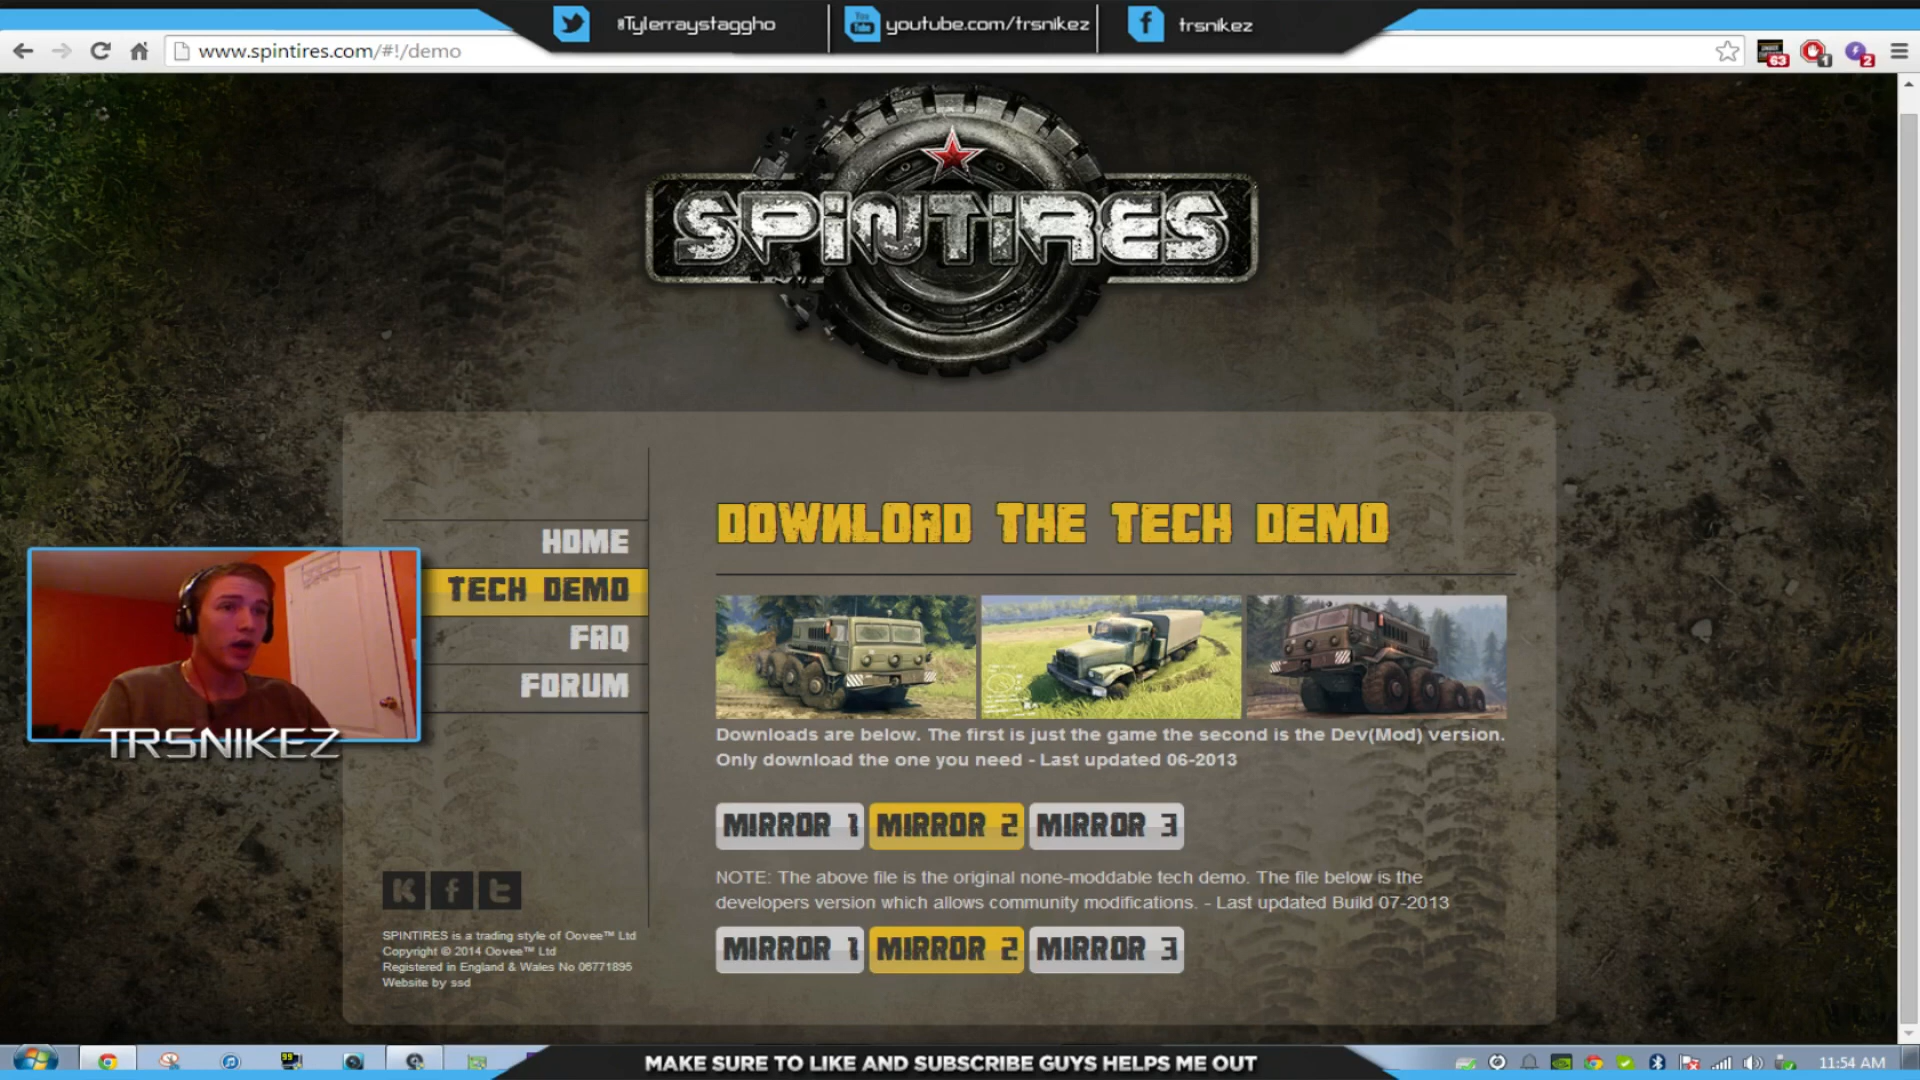 #Tylerraystaggho
youtube.com/trsnikez
trsnikez
www.spintires.com/#!/demo
63
1
2
SPINTIRES
DOWNLOAD THE TECH DEMO
HOME
TECH DEMO
FAQ
FORUM
TRSNIKEZ
Downloads are below. The first is just the game the second is the Dev(Mod) version.
Only download the one you need - Last updated 06-2013
MIRROR 1 MIRROR 2 MIRROR 3
NOTE: The above file is the original none-moddable tech demo. The file below is the
developers version which allows community modifications. - Last updated Build 07-2013
MIRROR 1 MIRROR 2 MIRROR 3
SPINTIRES is a trading style of Oovee™ Ltd
Copyright © 2014 Oovee™ Ltd
Registered in England & Wales No 06771895
Website by ssd
99
MAKE SURE TO LIKE AND SUBSCRIBE GUYS HELPS ME OUT
11:54 AM